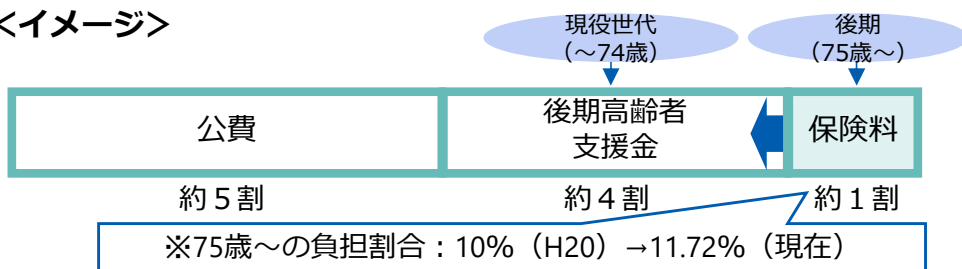 <イメージ>
現役世代
（～74歳）
後期
（75歳～）
公費
後期高齢者
支援金
保険料
約５割
約４割
約１割
※75歳～の負担割合：10%（H20）→11.72%（現在）